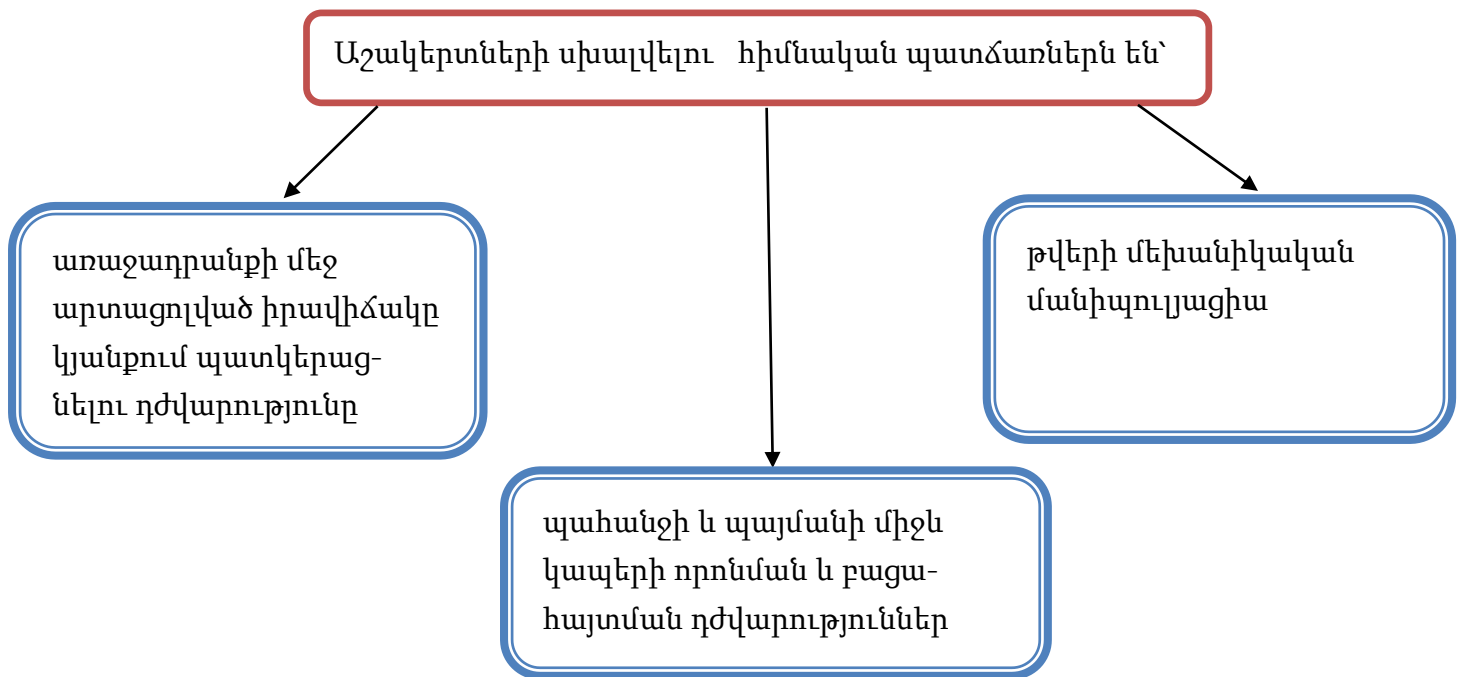 Աշակերտների սխալվելու հիմնական պատճառներն են՝
առաջադրանքի մեջ
արտացոլված իրավիճակը
կյանքում պատկերաց-
նելու դժվարությունը
պահանջի և պայմանի միջև
կապերի որոնման և բացա-
հայտման դժվարություններ
թվերի մեխանիկական
մանիպուլյացիա